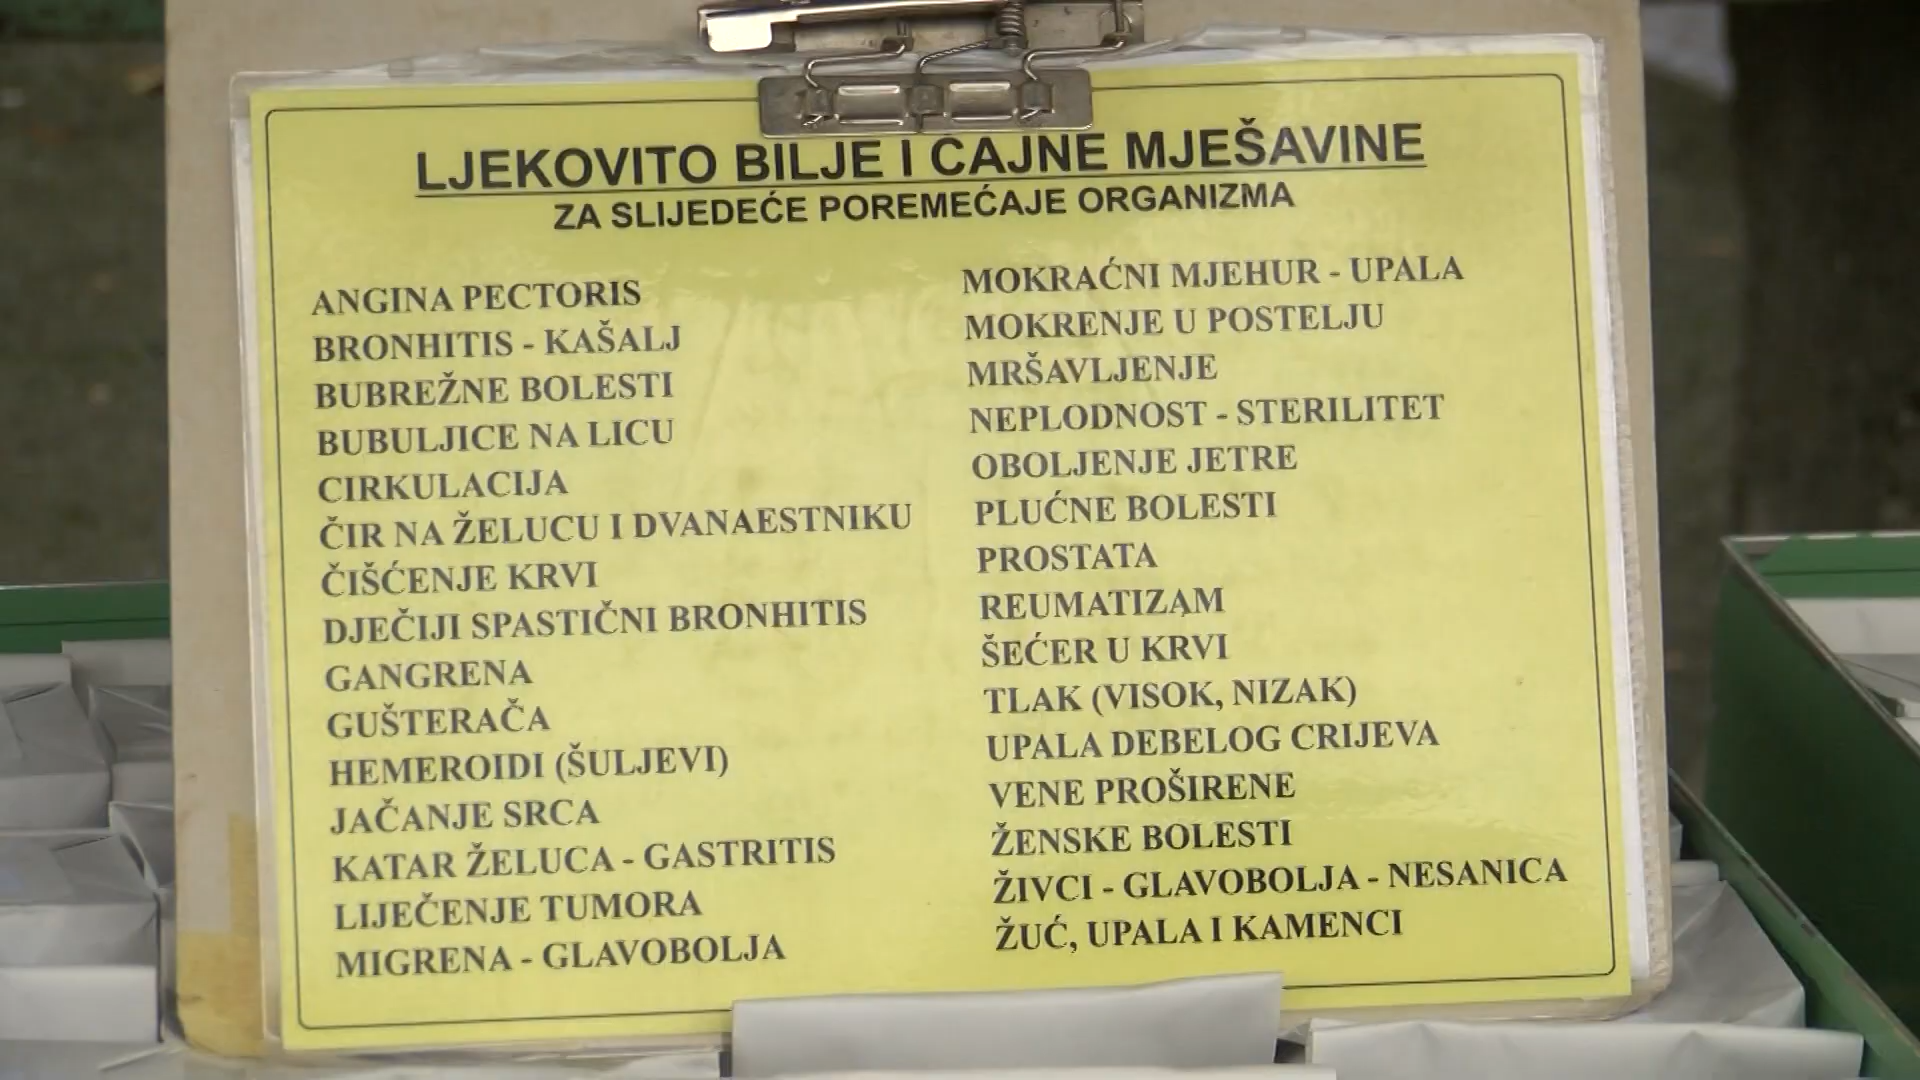 LJEKOVITO BILJE I ČAJNE MJEŠAVINE
ZA SLIJEDEĆE POREMEĆAJE ORGANIZMA
ANGINA PECTORIS
BRONHITIS - KAŠALJ
BUBREŽNE BOLESTI
BUBULJICE NA LICU
CIRKULACIJA
ČIR NA ŽELUCU I DVANAESTNIKU
ČIŠĆENJE KRVI
DJEČIJI SPASTIČNI BRONHITIS
GANGRENA
GUŠTERAČA
HEMEROIDI (ŠULJEVI)
JAČANJE SRCA
KATAR ŽELUCA - GASTRITIS
LIJEČENJE TUMORA
MIGRENA - GLAVOBOLJA
MOKRAĆNI MJEHUR - UPALA
MOKRENJE U POSTELJU
MRŠAVLJENJE
NEPLODNOST - STERILITET
OBOLJENJE JETRE
PLUĆNE BOLESTI
PROSTATA
REUMATIZAM
ŠEĆER U KRVI
TLAK (VISOK, NIZAK)
UPALA DEBELOG CRIJEVA
VENE PROŠIRENE
ŽENSKE BOLESTI
ŽIVCI - GLAVOBOLJA - NESANICA
ŽUĆ, UPALA I KAMENCI